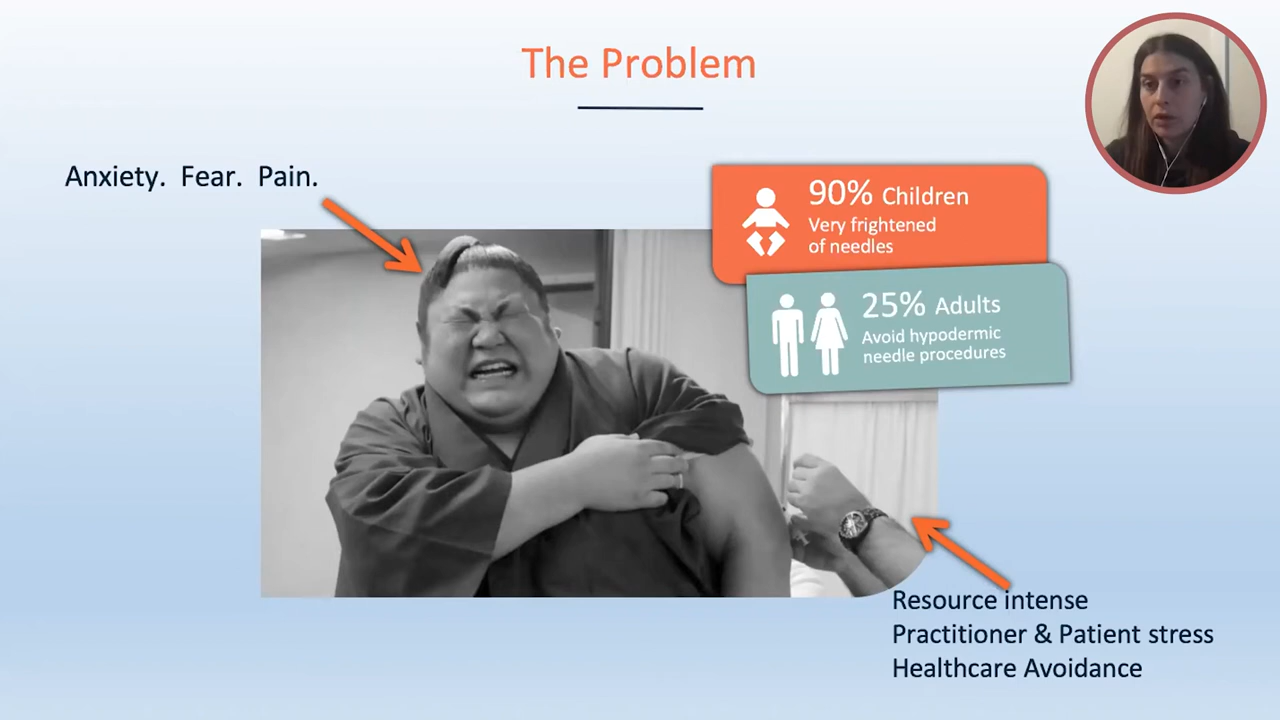 The Problem
Anxiety. Fear. Pain.
90% Children
Very frightened
of needles
25% Adults
Avoid hypodermic
needle procedures
Resource intense
Practitioner & Patient stress
Healthcare Avoidance